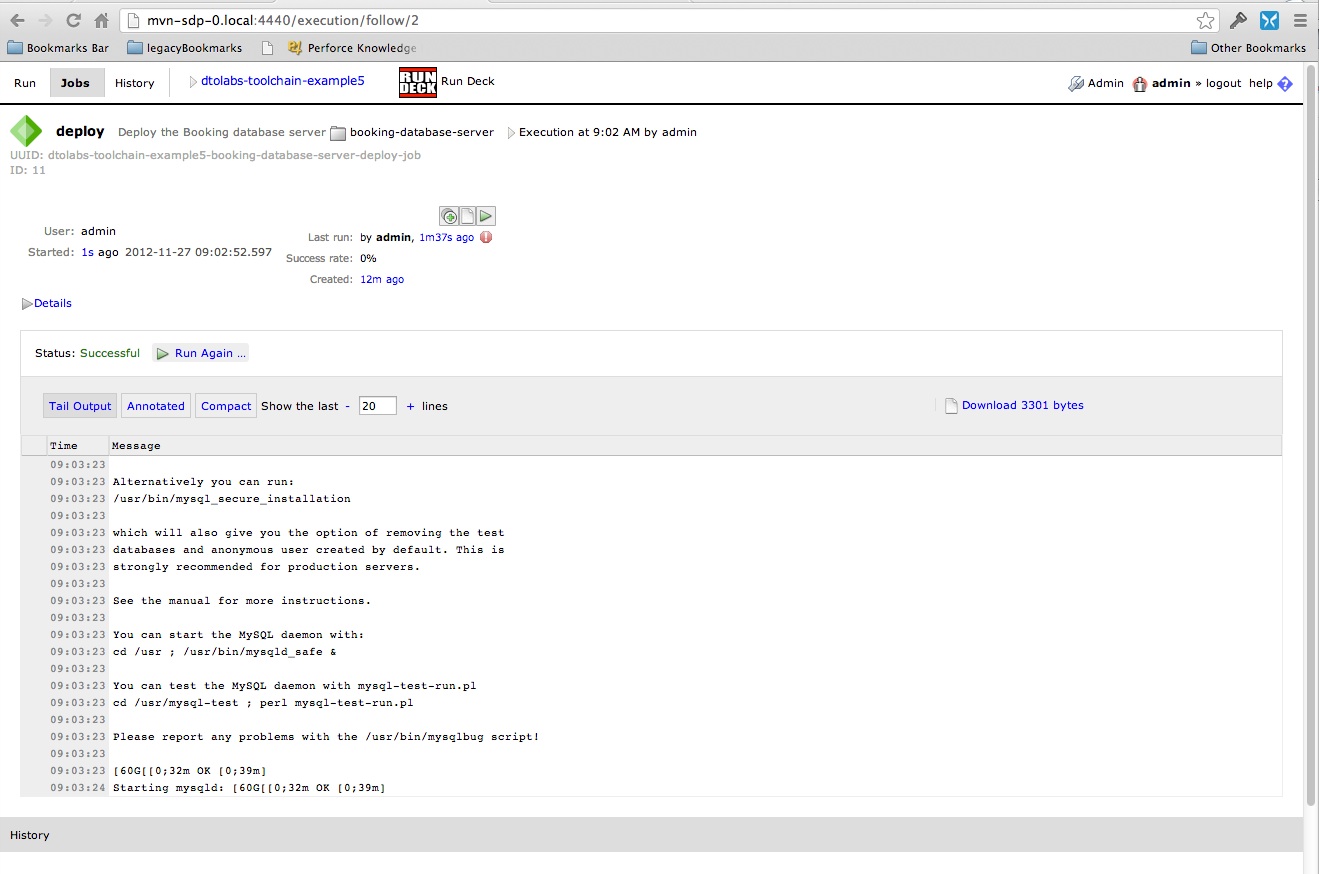 mvn-sdp-0.local:4440/execution/follow/2
Bookmarks Bar legacyBookmarks Perforce Knowledge Other Bookmarks
Run Jobs History dtolabs-toolchain-example5 RUN DECK Run Deck Admin admin » logout help ?
deploy Deploy the Booking database server booking-database-server Execution at 9:02 AM by admin
UUID: dtolabs-toolchain-example5-booking-database-server-deploy-job
ID: 11
User: admin
Started: 1s ago 2012-11-27 09:02:52.597
Last run: by admin, 1m37s ago
Success rate: 0%
Created: 12m ago
Details
Status: Successful Run Again ...
Tail Output Annotated Compact Show the last - 20 + lines Download 3301 bytes
Time Message
09:03:23
09:03:23 Alternatively you can run:
09:03:23 /usr/bin/mysql_secure_installation
09:03:23
09:03:23 which will also give you the option of removing the test
09:03:23 databases and anonymous user created by default. This is
09:03:23 strongly recommended for production servers.
09:03:23
09:03:23 See the manual for more instructions.
09:03:23
09:03:23 You can start the MySQL daemon with:
09:03:23 cd /usr ; /usr/bin/mysqld_safe &
09:03:23
09:03:23 You can test the MySQL daemon with mysql-test-run.pl
09:03:23 cd /usr/mysql-test ; perl mysql-test-run.pl
09:03:23
09:03:23 Please report any problems with the /usr/bin/mysqlbug script!
09:03:23
09:03:23 [60G[[0;32m OK [0;39m]
09:03:24 Starting mysqld: [60G[[0;32m OK [0;39m]
History